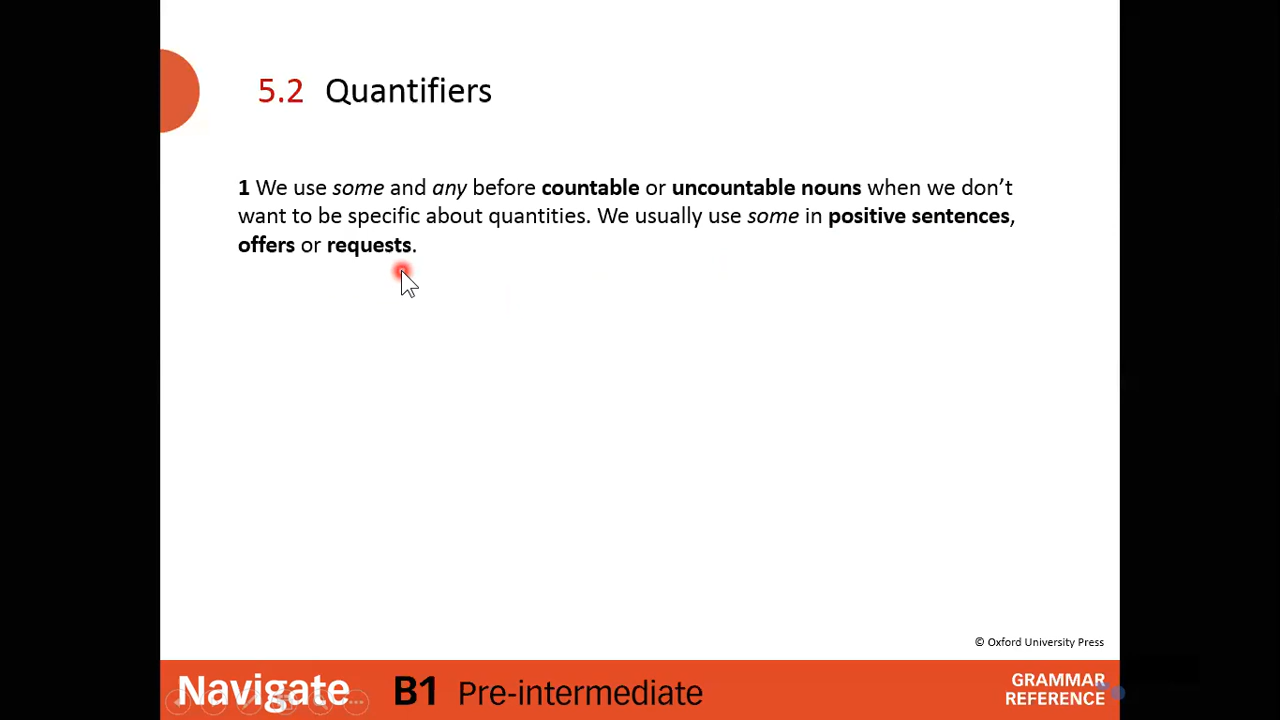 5.2 Quantifiers
1 We use some and any before countable or uncountable nouns when we don’t
want to be specific about quantities. We usually use some in positive sentences,
offers or requests.
© Oxford University Press
Navigate B1 Pre-intermediate
GRAMMAR
REFERENCE